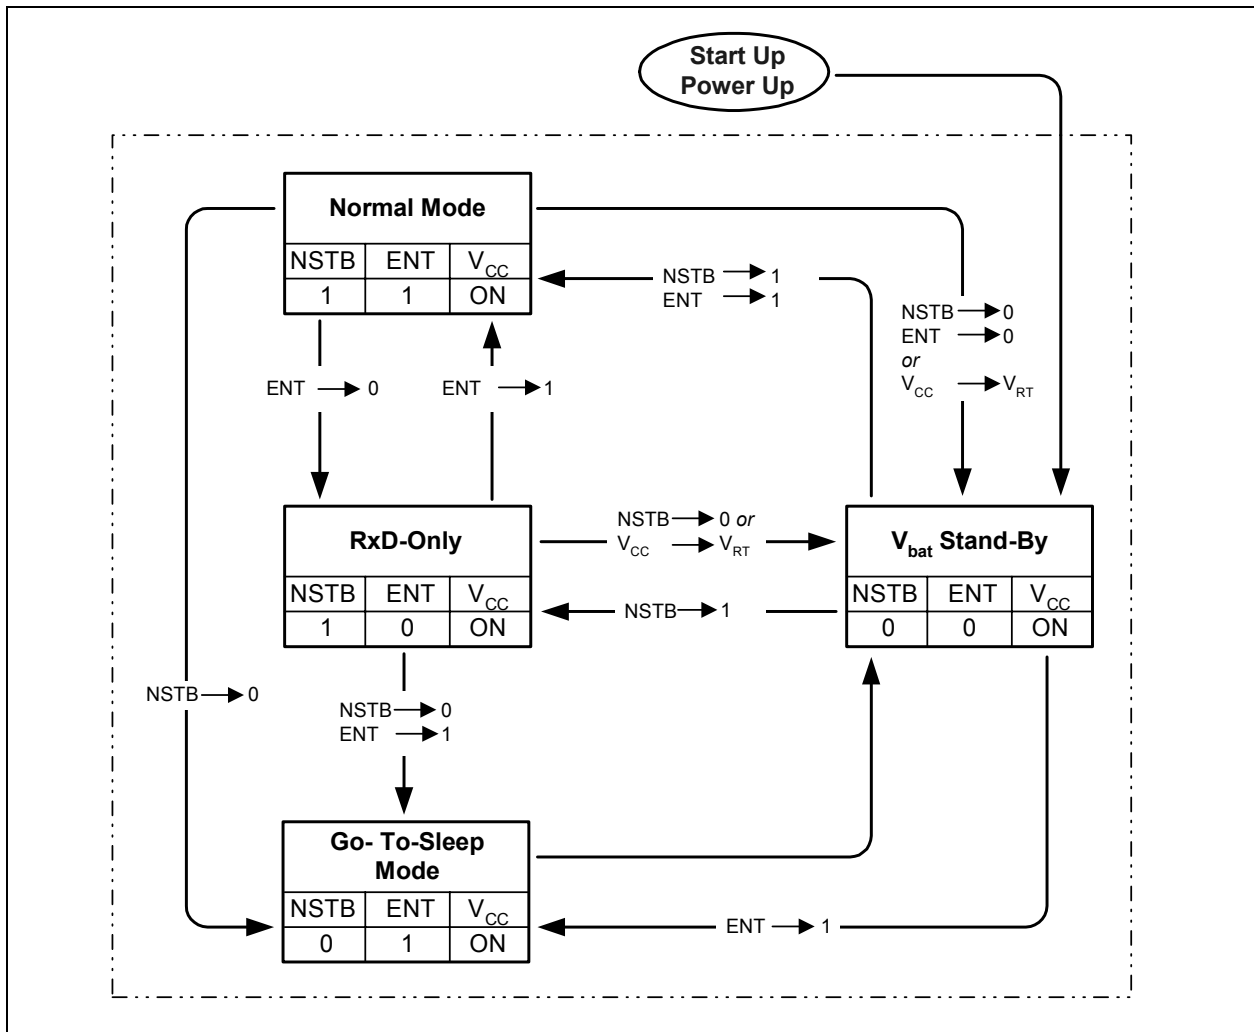 Start Up
Power Up
Normal Mode
NSTB ENT VCC
1 1 ON
NSTB → 1
ENT → 1
NSTB → 0
ENT → 0
or
VCC → VRT
ENT → 0
ENT → 1
RxD-Only
NSTB ENT VCC
1 0 ON
NSTB → 0 or
VCC → VRT
NSTB → 1
Vbat Stand-By
NSTB ENT VCC
0 0 ON
NSTB → 0
NSTB → 0
ENT → 1
Go- To-Sleep
Mode
NSTB ENT VCC
0 1 ON
ENT → 1